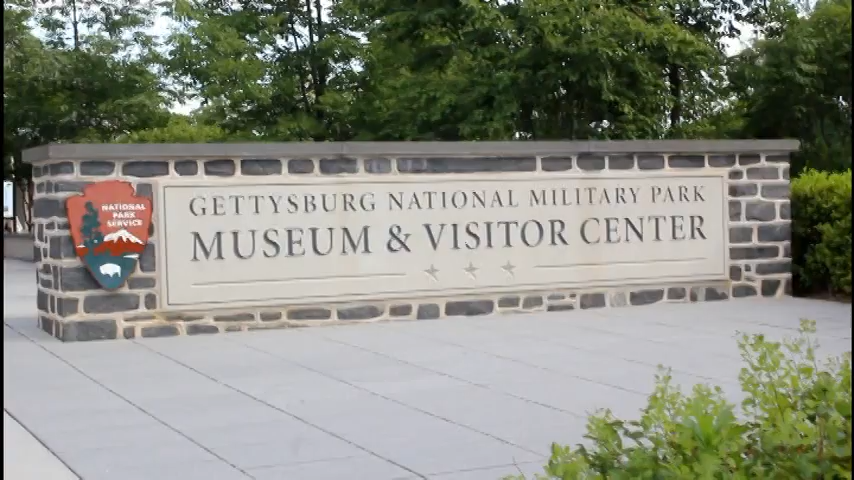 NATIONAL
PARK
SERVICE
GETTYSBURG NATIONAL MILITARY PARK
MUSEUM & VISITOR CENTER